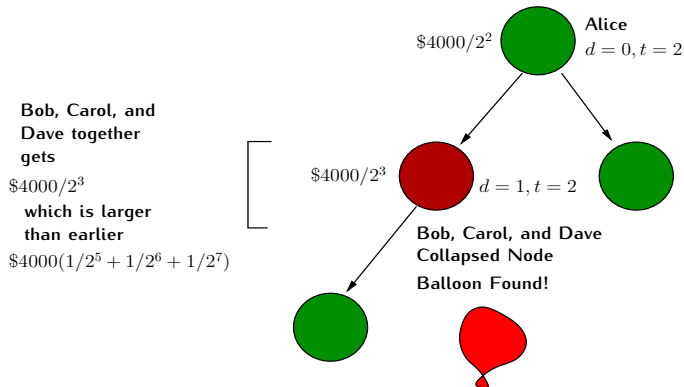 Alice
$4000/2^2
d = 0, t = 2
Bob, Carol, and
Dave together
gets
$4000/2^3
which is larger
than earlier
$4000(1/2^5 + 1/2^6 + 1/2^7)
$4000/2^3
d = 1, t = 2
Bob, Carol, and Dave
Collapsed Node
Balloon Found!